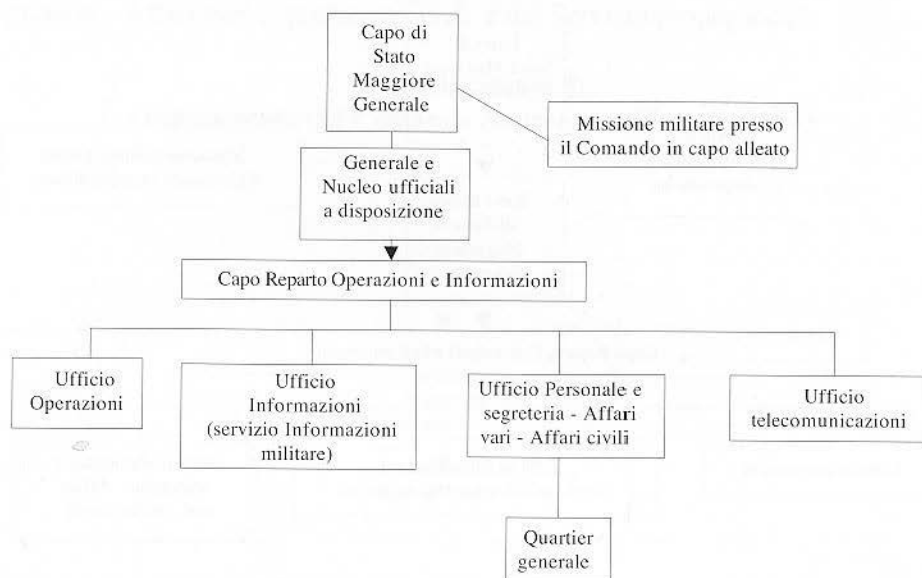 Capo di
Stato
Maggiore
Generale
Missione militare presso
il Comando in capo alleato
Generale e
Nucleo ufficiali
a disposizione
Capo Reparto Operazioni e Informazioni
Ufficio
Operazioni
Ufficio
Informazioni
(servizio Informazioni
militare)
Ufficio Personale e
segreteria - Affari
vari - Affari civili
Ufficio
telecomunicazioni
Quartier
generale